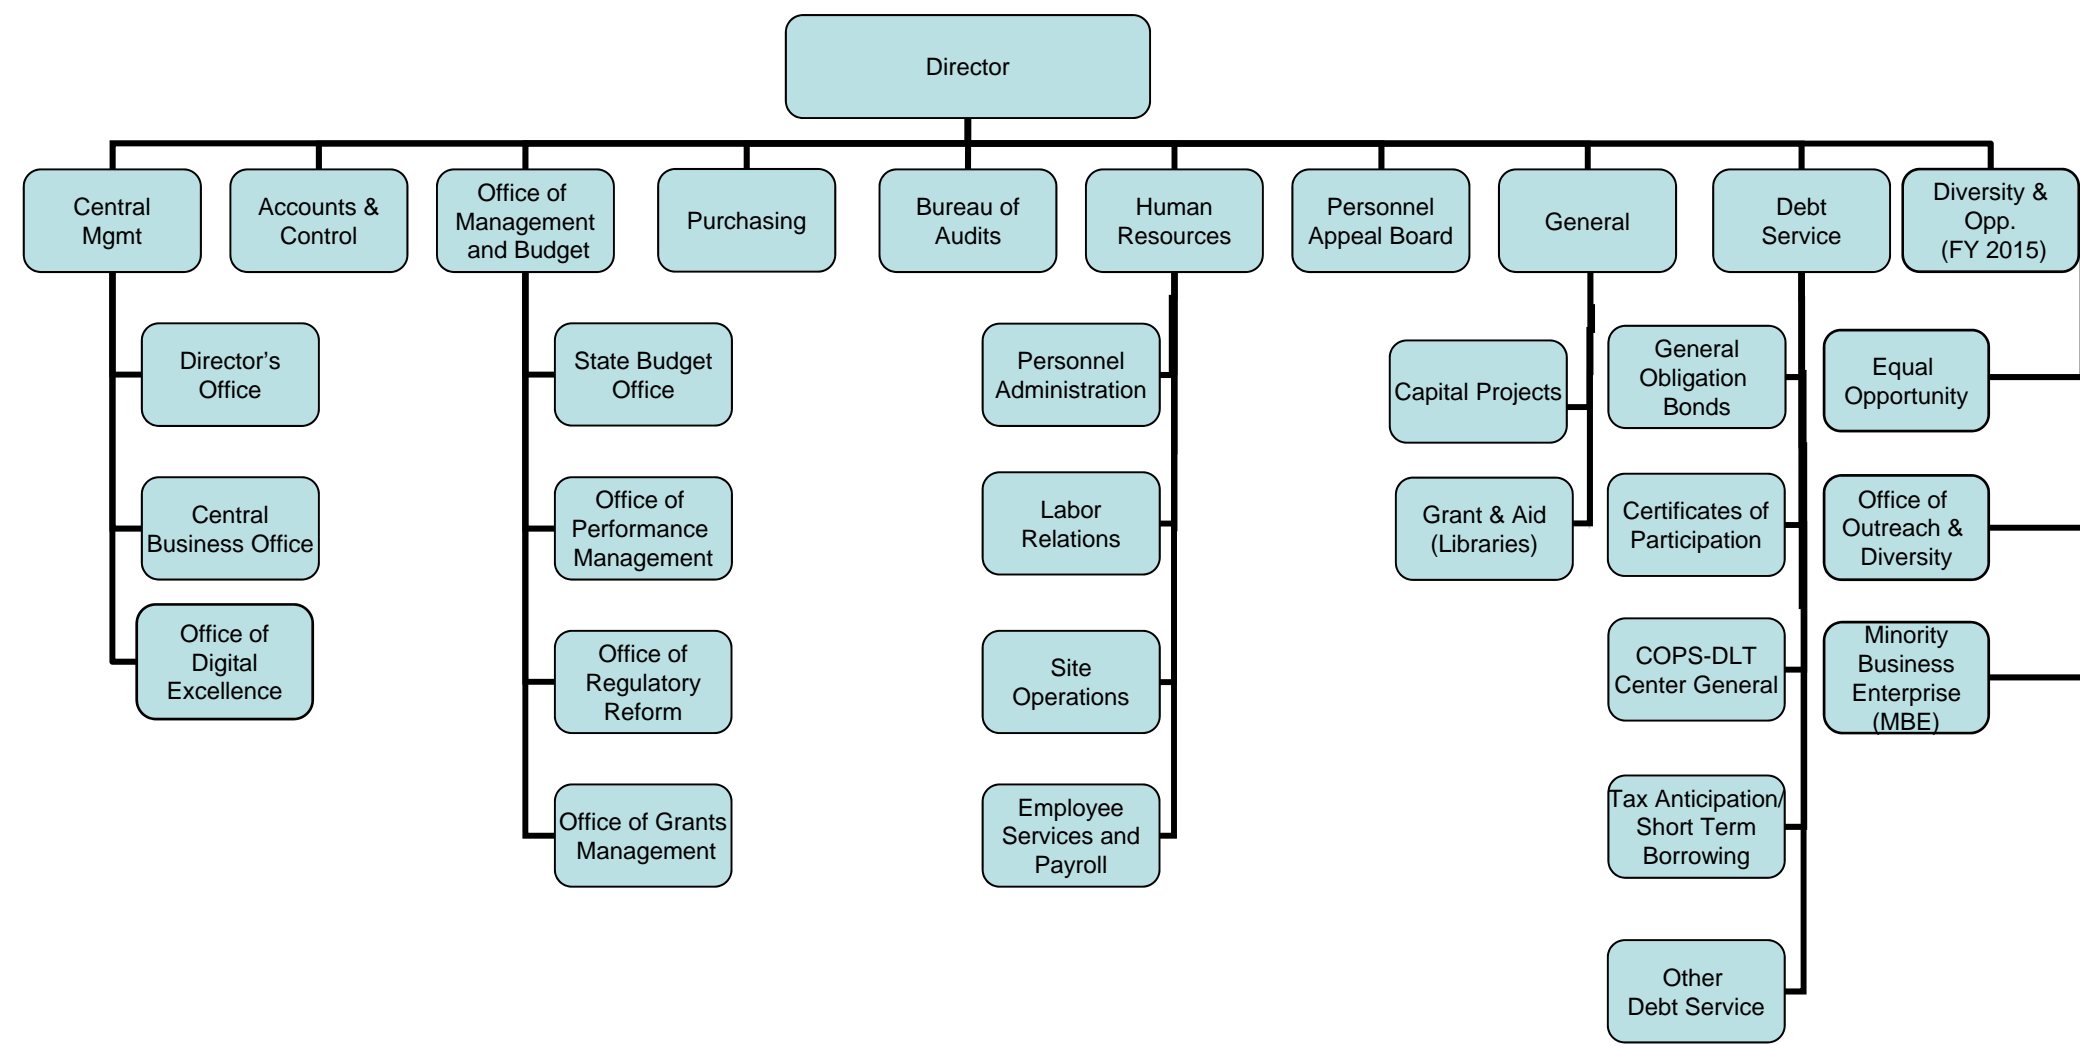 Director
Central
Mgmt
Accounts &
Control
Office of
Management
and Budget
Purchasing
Bureau of
Audits
Human
Resources
Personnel
Appeal Board
General
Debt
Service
Diversity &
Opp.
(FY 2015)
Director’s
Office
Central
Business Office
Office of
Digital
Excellence
State Budget
Office
Office of
Performance
Management
Office of
Regulatory
Reform
Office of Grants
Management
Personnel
Administration
Labor
Relations
Site
Operations
Employee
Services and
Payroll
Capital Projects
Grant & Aid
(Libraries)
General
Obligation
Bonds
Certificates of
Participation
COPS-DLT
Center General
Tax Anticipation/
Short Term
Borrowing
Other
Debt Service
Equal
Opportunity
Office of
Outreach &
Diversity
Minority
Business
Enterprise
(MBE)